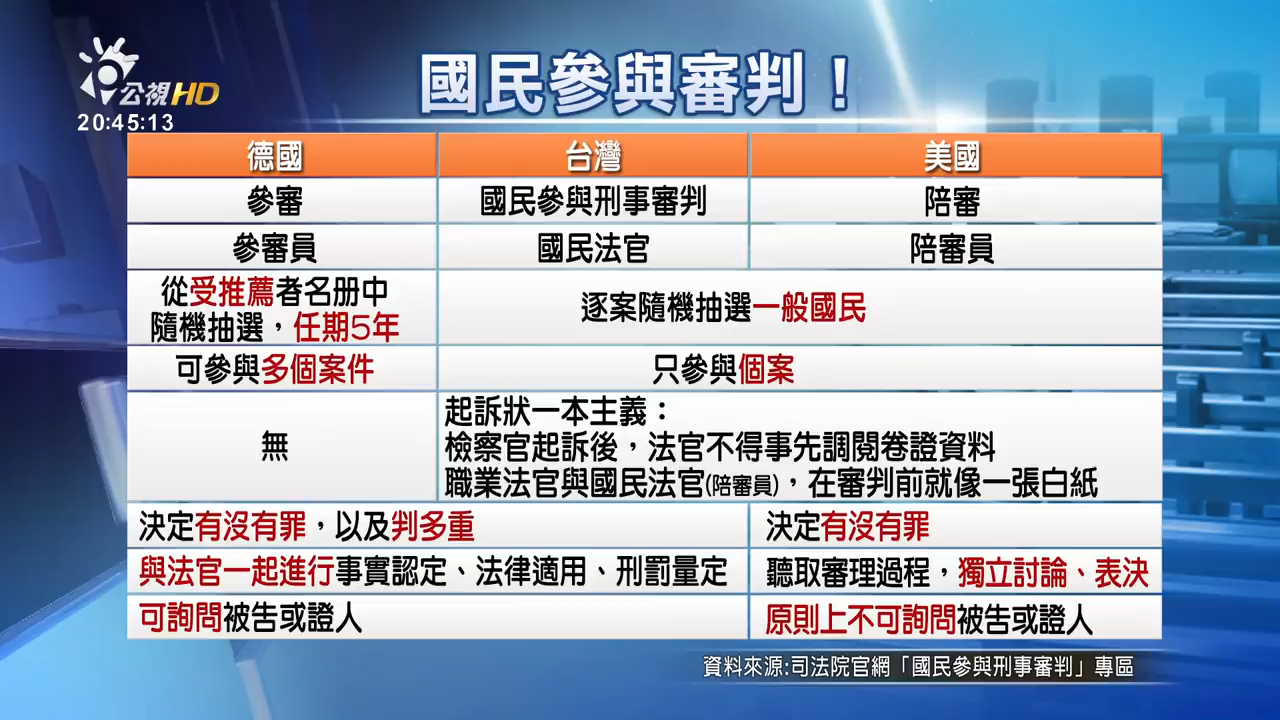 公視HD
20:45:13
國民參與審判！
德國
台灣
美國
參審
國民參與刑事審判
陪審
參審員
國民法官
陪審員
從受推薦者名册中
隨機抽選，任期5年
逐案隨機抽選一般國民
可參與多個案件
只參與個案
無
起訴狀一本主義：
檢察官起訴後，法官不得事先調閱卷證資料
職業法官與國民法官(陪審員)，在審判前就像一張白紙
決定有沒有罪，以及判多重
決定有沒有罪
與法官一起進行事實認定、法律適用、刑罰量定
聽取審理過程，獨立討論、表決
可詢問被告或證人
原則上不可詢問被告或證人
資料來源:司法院官網「國民參與刑事審判」專區